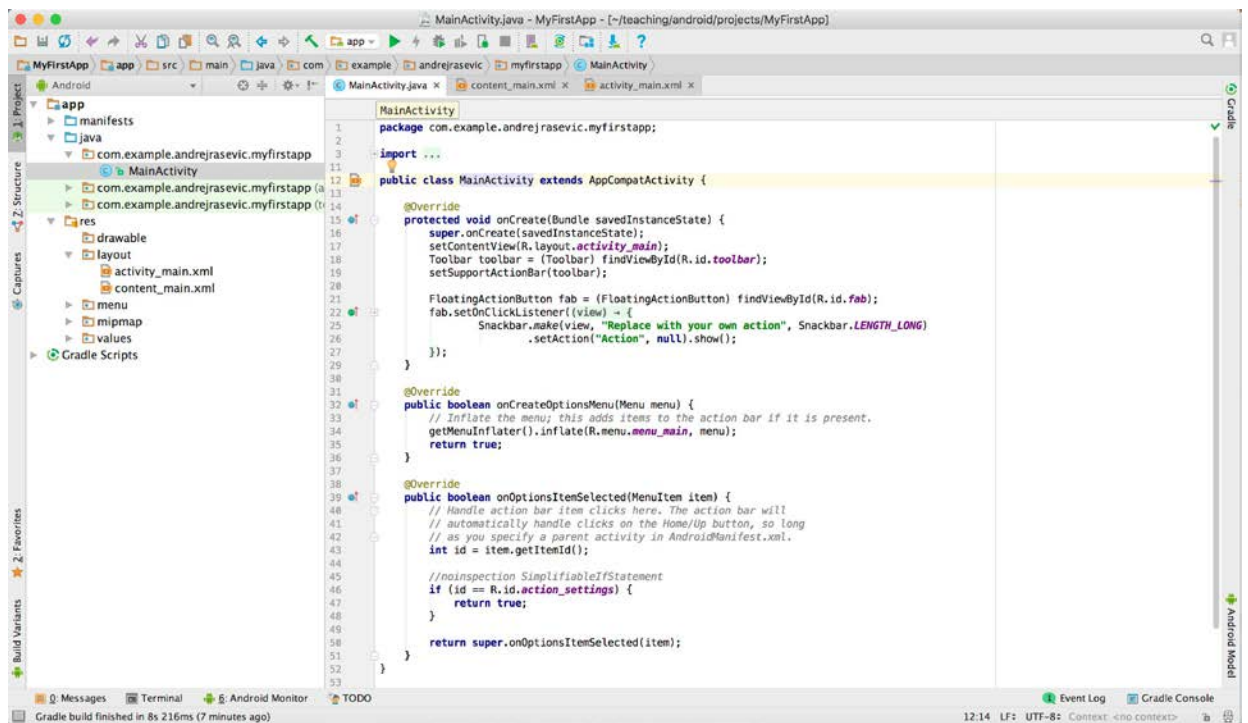 MainActivity.java - MyFirstApp - [~/teaching/android/projects/MyFirstApp]
app
MyFirstApp app src main java com example andrejrasevic myfirstapp MainActivity
Android
MainActivity.java content_main.xml activity_main.xml
1: Project
Z: Structure
Captures
2: Favorites
Build Variants
app
manifests
java
com.example.andrejrasevic.myfirstapp
MainActivity
com.example.andrejrasevic.myfirstapp (a
com.example.andrejrasevic.myfirstapp (t
res
drawable
layout
activity_main.xml
content_main.xml
menu
mipmap
values
Gradle Scripts
MainActivity
1 package com.example.andrejrasevic.myfirstapp;
2
3 import ...
11
12 public class MainActivity extends AppCompatActivity {
13
14 @Override
15 protected void onCreate(Bundle savedInstanceState) {
16 super.onCreate(savedInstanceState);
17 setContentView(R.layout.activity_main);
18 Toolbar toolbar = (Toolbar) findViewById(R.id.toolbar);
19 setSupportActionBar(toolbar);
20
21 FloatingActionButton fab = (FloatingActionButton) findViewById(R.id.fab);
22 fab.setOnClickListener((view) → {
25 Snackbar.make(view, "Replace with your own action", Snackbar.LENGTH_LONG)
26 .setAction("Action", null).show();
27 });
29 }
30
31 @Override
32 public boolean onCreateOptionsMenu(Menu menu) {
33 // Inflate the menu; this adds items to the action bar if it is present.
34 getMenuInflater().inflate(R.menu.menu_main, menu);
35 return true;
36 }
37
38 @Override
39 public boolean onOptionsItemSelected(MenuItem item) {
40 // Handle action bar item clicks here. The action bar will
41 // automatically handle clicks on the Home/Up button, so long
42 // as you specify a parent activity in AndroidManifest.xml.
43 int id = item.getItemId();
44
45 //noinspection SimplifiableIfStatement
46 if (id == R.id.action_settings) {
47 return true;
48 }
49
50 return super.onOptionsItemSelected(item);
51 }
52 }
53
Gradle
Android Model
0: Messages Terminal 6: Android Monitor TODO Event Log Gradle Console
Gradle build finished in 8s 216ms (7 minutes ago) 12:14 LF÷ UTF-8÷ Context: <no context>